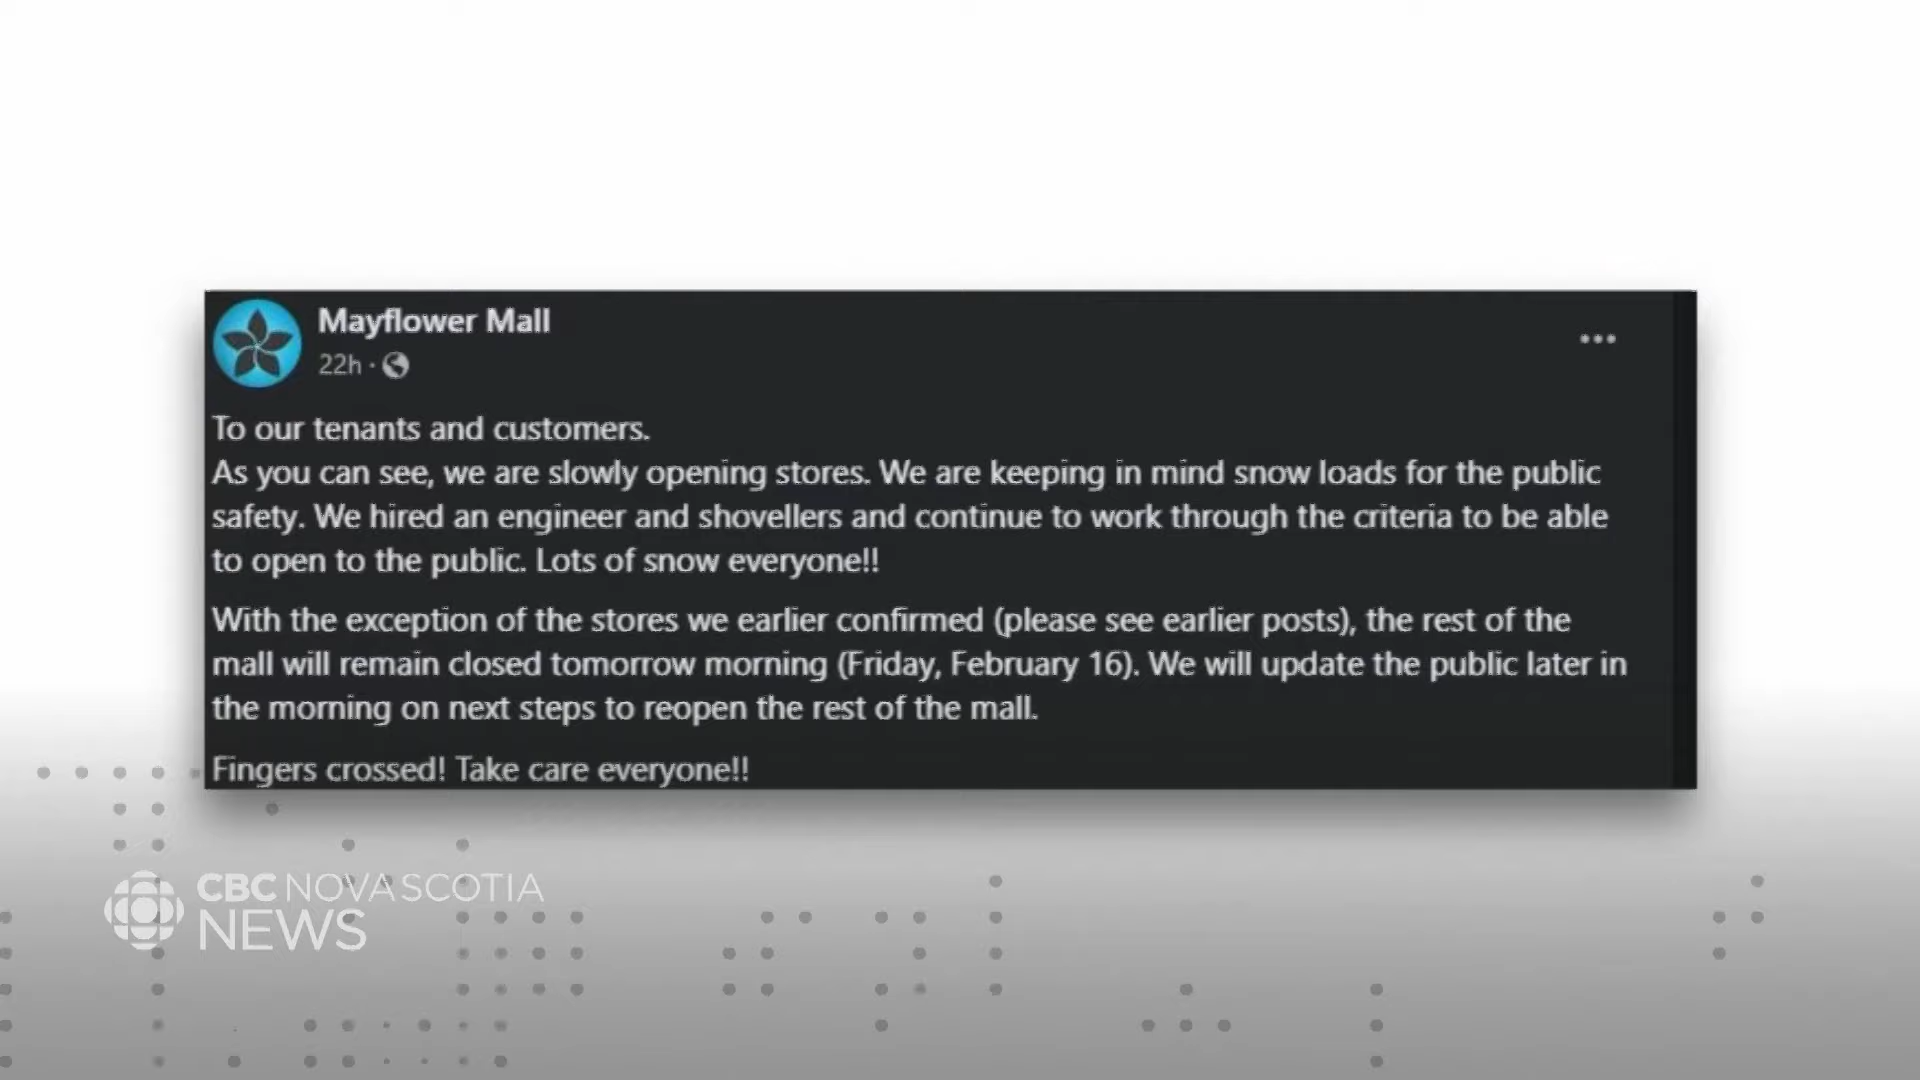 Mayflower Mall
22h ·
To our tenants and customers.
As you can see, we are slowly opening stores. We are keeping in mind snow loads for the public
safety. We hired an engineer and shovellers and continue to work through the criteria to be able
to open to the public. Lots of snow everyone!!
With the exception of the stores we earlier confirmed (please see earlier posts), the rest of the
mall will remain closed tomorrow morning (Friday, February 16). We will update the public later in
the morning on next steps to reopen the rest of the mall.
Fingers crossed! Take care everyone!!
CBC NOVA SCOTIA
NEWS